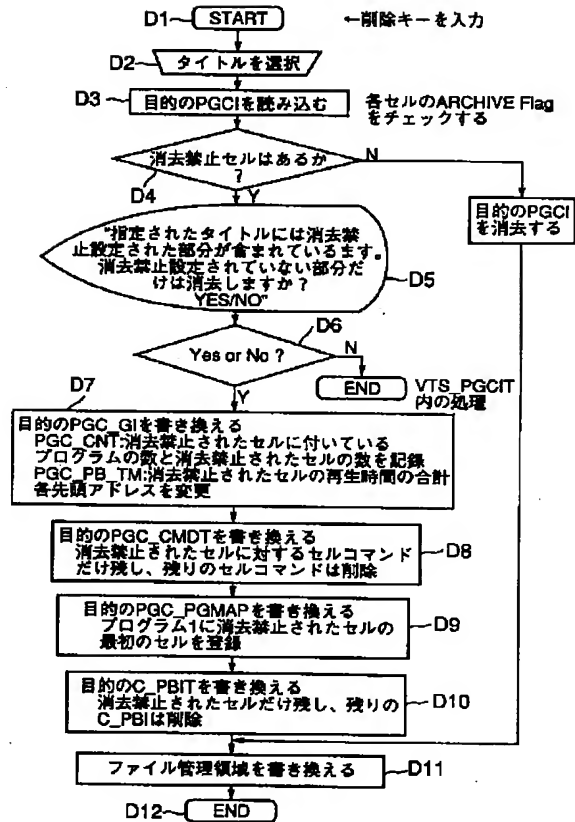 D1 START ←削除キーを入力
D2 タイトルを選択
D3 目的のPGCIを読み込む
各セルのARCHIVE Flag
をチェックする
消去禁止セルはあるか
?
N
D4
Y
目的のPGCI
を消去する
"指定されたタイトルには消去禁
止設定された部分が含まれているます。
消去禁止設定されていない部分だ
けは消去しますか?
YES/NO"
D5
D6
Yes or No ?
N
END
VTS_PGCIT
内の処理
D7
Y
目的のPGC_GIを書き換える
PGC_CNT:消去禁止されたセルに付いている
プログラムの数と消去禁止されたセルの数を記録
PGC_PB_TM:消去禁止されたセルの再生時間の合計
各先頭アドレスを変更
目的のPGC_CMDTを書き換える
消去禁止されたセルに対するセルコマンド
だけ残し、残りのセルコマンドは削除
D8
目的のPGC_PGMAPを書き換える
プログラム1に消去禁止されたセルの
最初のセルを登録
D9
目的のC_PBITを書き換える
消去禁止されたセルだけ残し、残りの
C_PBIは削除
D10
ファイル管理領域を書き換える
D11
D12 END